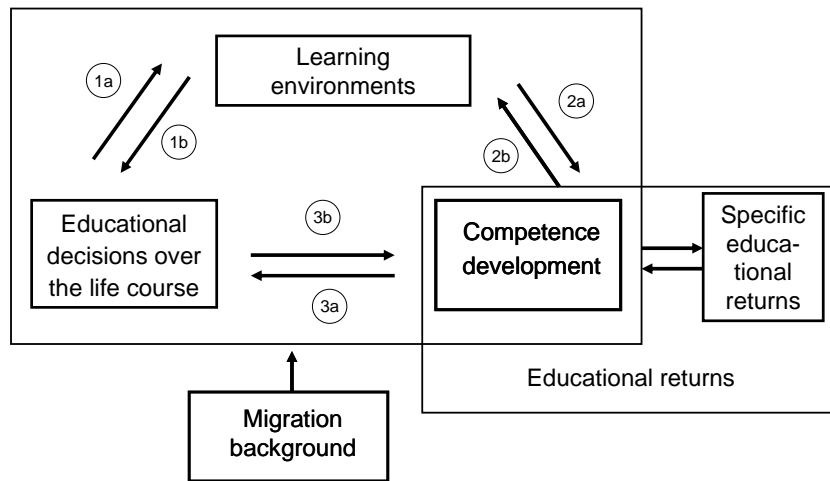 Learning
environments
1a
1b
2a
2b
Educational
decisions over
the life course
3b
3a
Competence
development
Specific
educa-
tional
returns
Educational returns
Migration
background